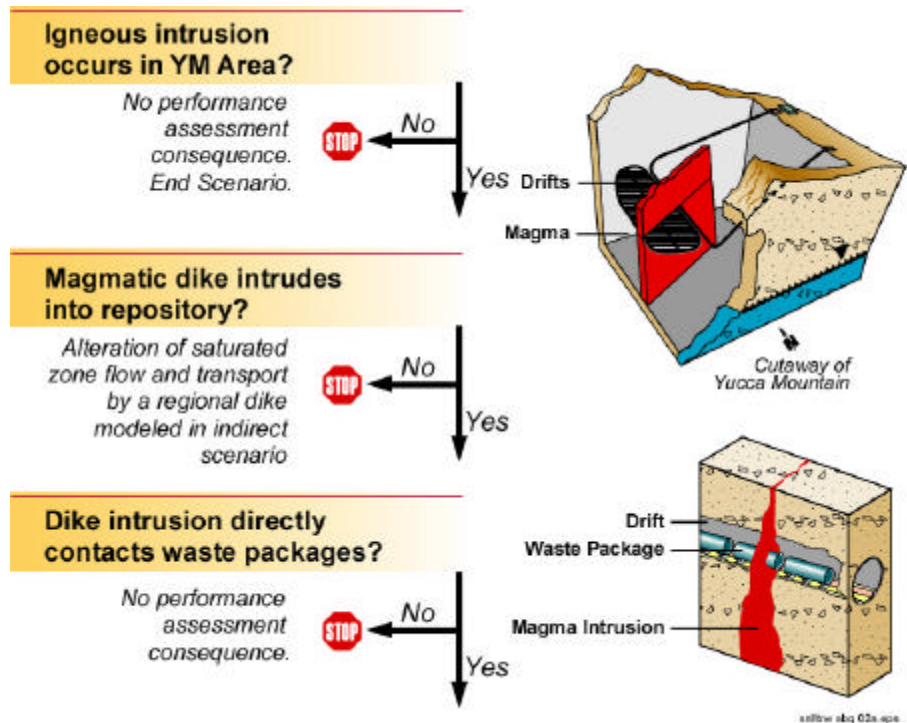 Igneous intrusion
occurs in YM Area?
No performance
assessment
consequence.
End Scenario.
STOP
No
Yes
Drifts
Magma
Cutaway of
Yucca Mountain
Magmatic dike intrudes
into repository?
Alteration of saturated
zone flow and transport
by a regional dike
modeled in indirect
scenario
STOP
No
Yes
Dike intrusion directly
contacts waste packages?
No performance
assessment
consequence.
STOP
No
Yes
Drift
Waste Package
Magma Intrusion